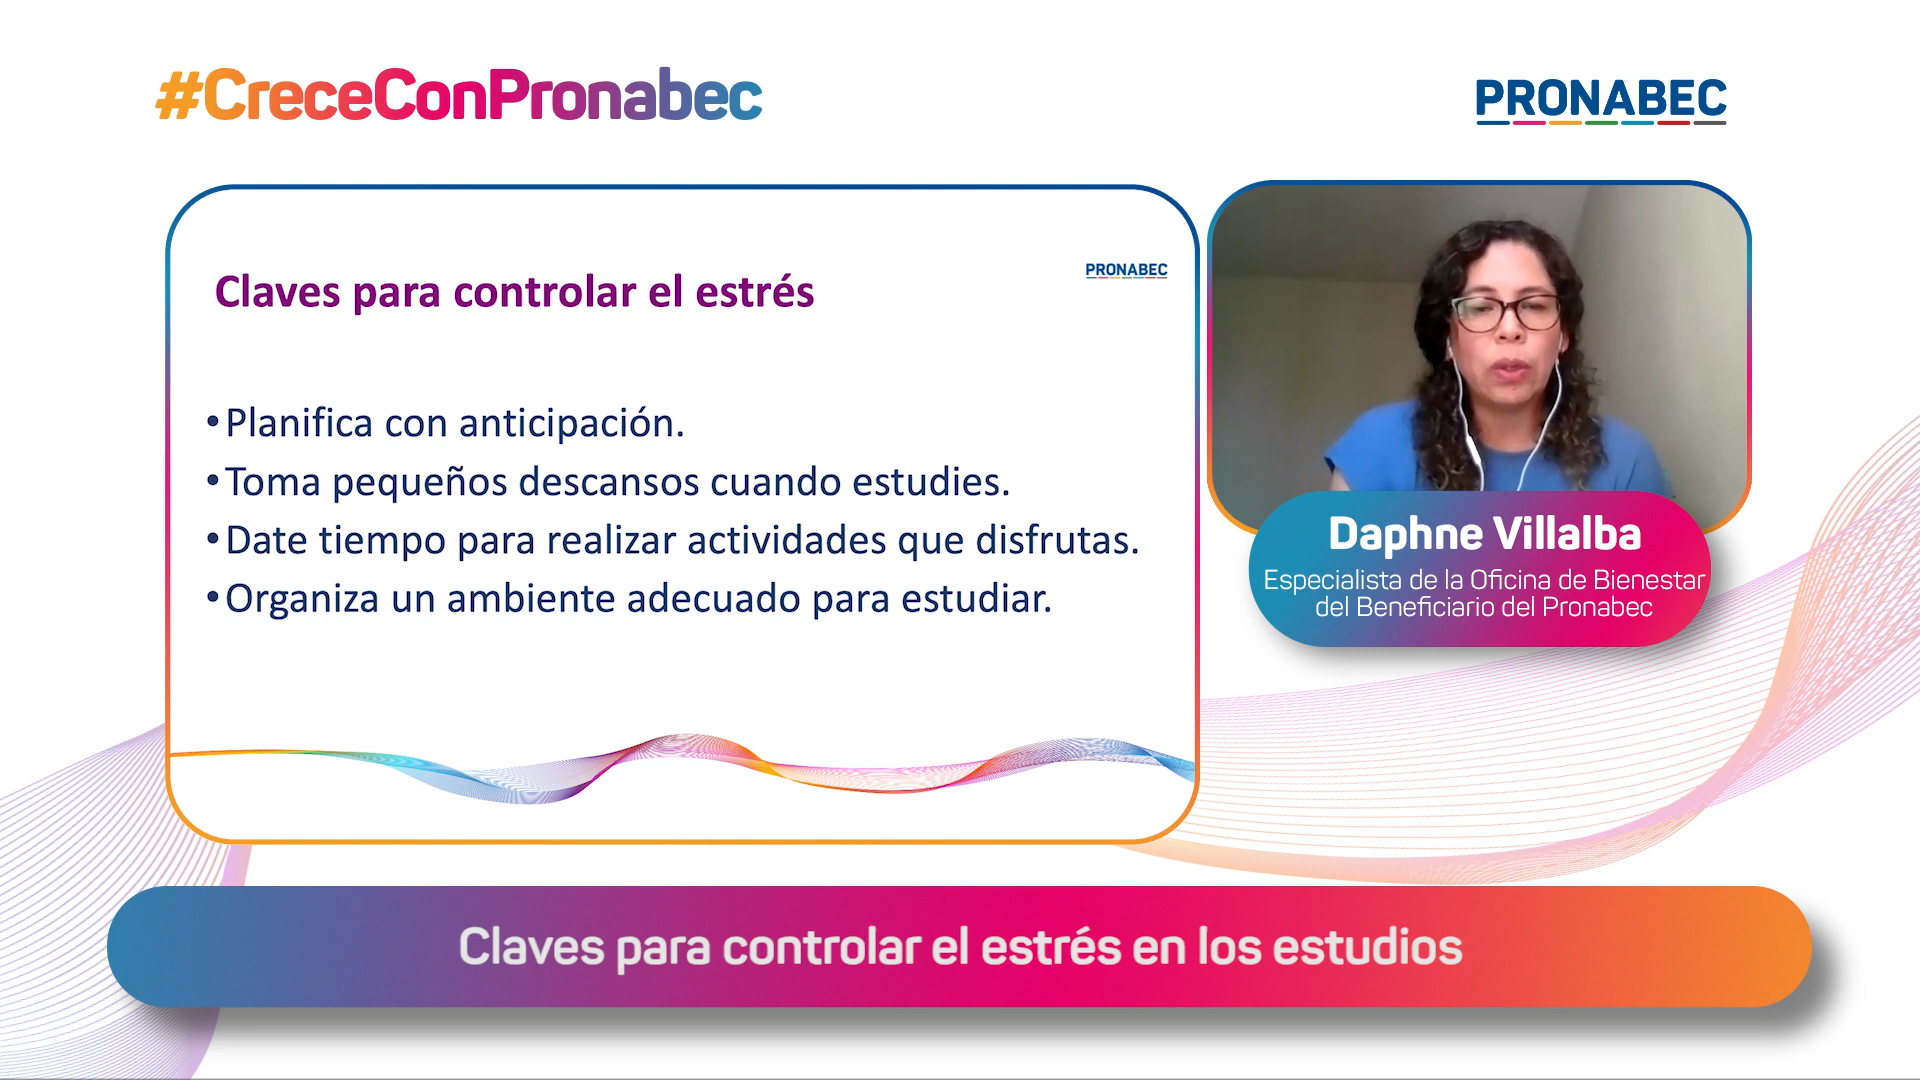 #CreceConPronabec
PRONABEC
Claves para controlar el estrés
PRONABEC
•Planifica con anticipación.
•Toma pequeños descansos cuando estudies.
•Date tiempo para realizar actividades que disfrutas.
•Organiza un ambiente adecuado para estudiar.
Daphne Villalba
Especialista de la Oficina de Bienestar
del Beneficiario del Pronabec
Claves para controlar el estrés en los estudios